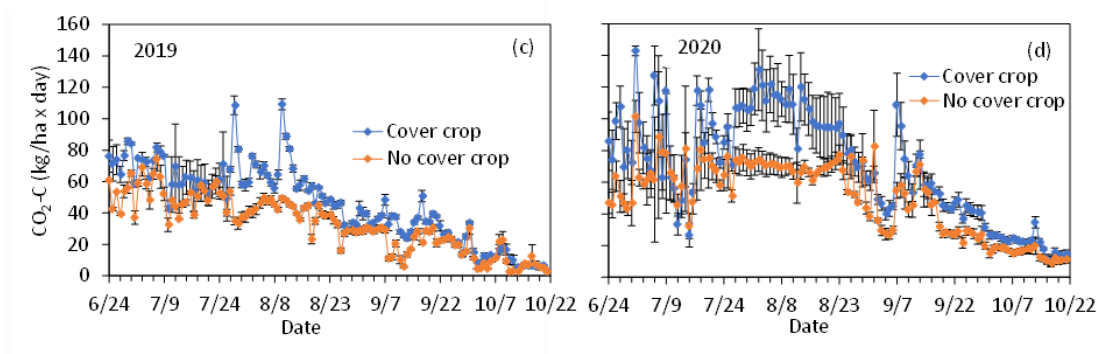 160
140
120
100
80
60
40
20
0
CO₂-C (kg/ha x day)
2019
(c)
Cover crop
No cover crop
6/24 7/9 7/24 8/8 8/23 9/7 9/22 10/7 10/22
Date
2020
(d)
Cover crop
No cover crop
6/24 7/9 7/24 8/8 8/23 9/7 9/22 10/7 10/22
Date